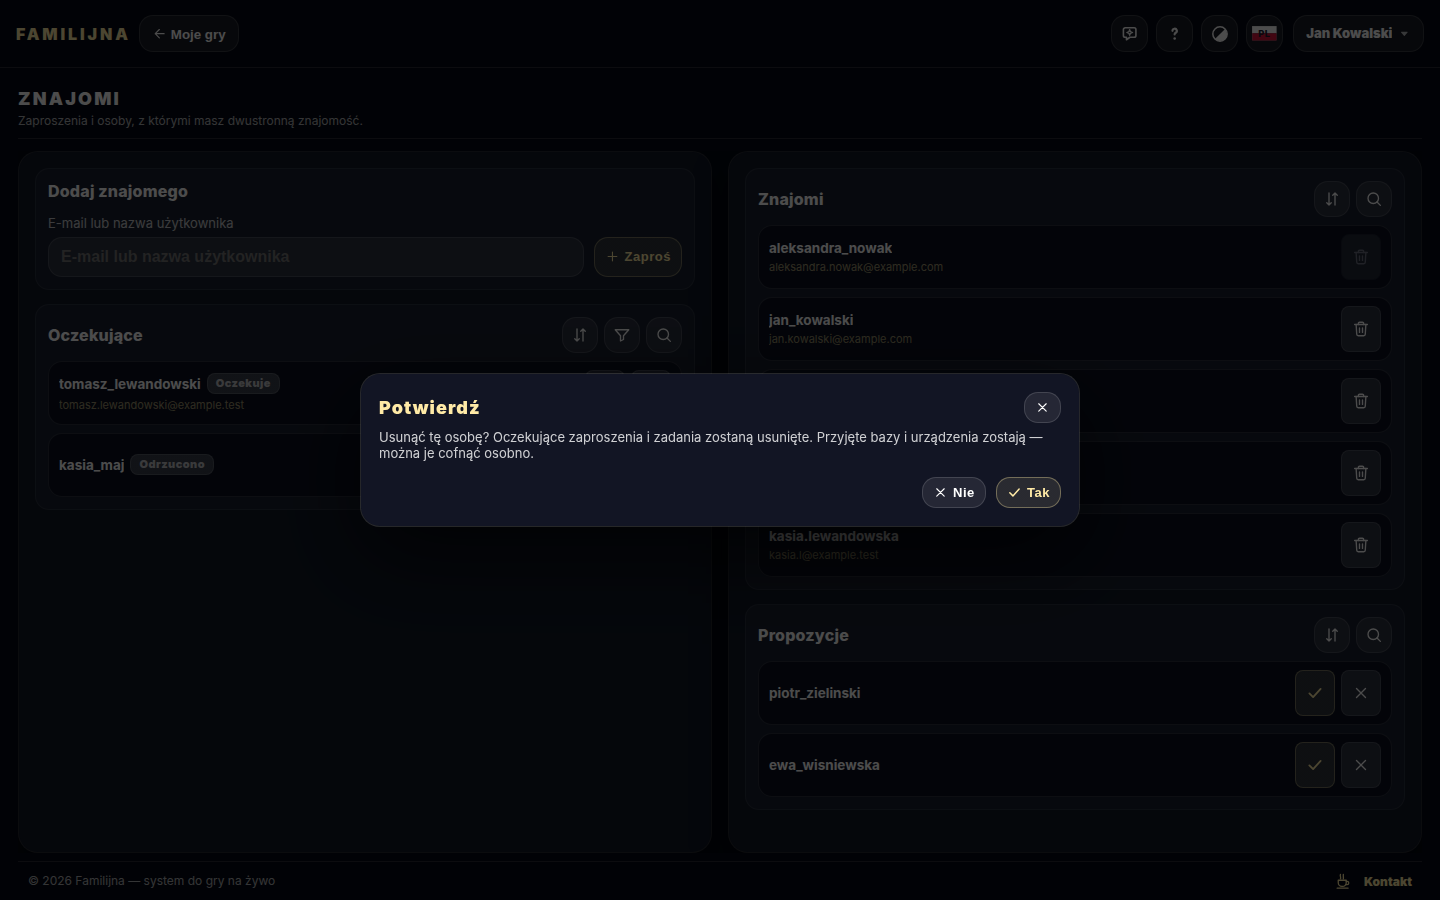 FAMILIJNA
Moje gry
PL
Jan Kowalski
ZNAJOMI
Zaproszenia i osoby, z którymi masz dwustronną znajomość.
Dodaj znajomego
E-mail lub nazwa użytkownika
E-mail lub nazwa użytkownika
Zaproś
Oczekujące
tomasz_lewandowski Oczekuje
tomasz.lewandowski@example.test
kasia_maj Odrzucono
Znajomi
aleksandra_nowak
aleksandra.nowak@example.com
jan_kowalski
jan.kowalski@example.com
Potwierdź
Usunąć tę osobę? Oczekujące zaproszenia i zadania zostaną usunięte. Przyjęte bazy i urządzenia zostają —
można je cofnąć osobno.
Nie
Tak
kasia.lewandowska
kasia.l@example.test
Propozycje
piotr_zielinski
ewa_wisniewska
© 2026 Familijna — system do gry na żywo
Kontakt